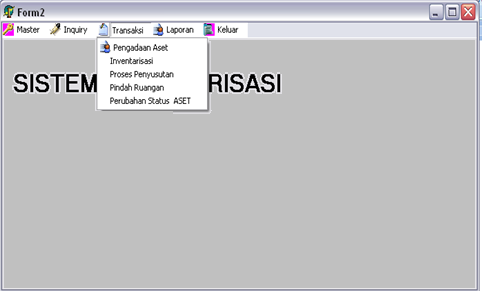 Form2
Master Inquiry Transaksi Laporan Keluar
Pengadaan Aset
Inventarisasi
Proses Penyusutan
Pindah Ruangan
Perubahan Status ASET
SISTEM RISASI